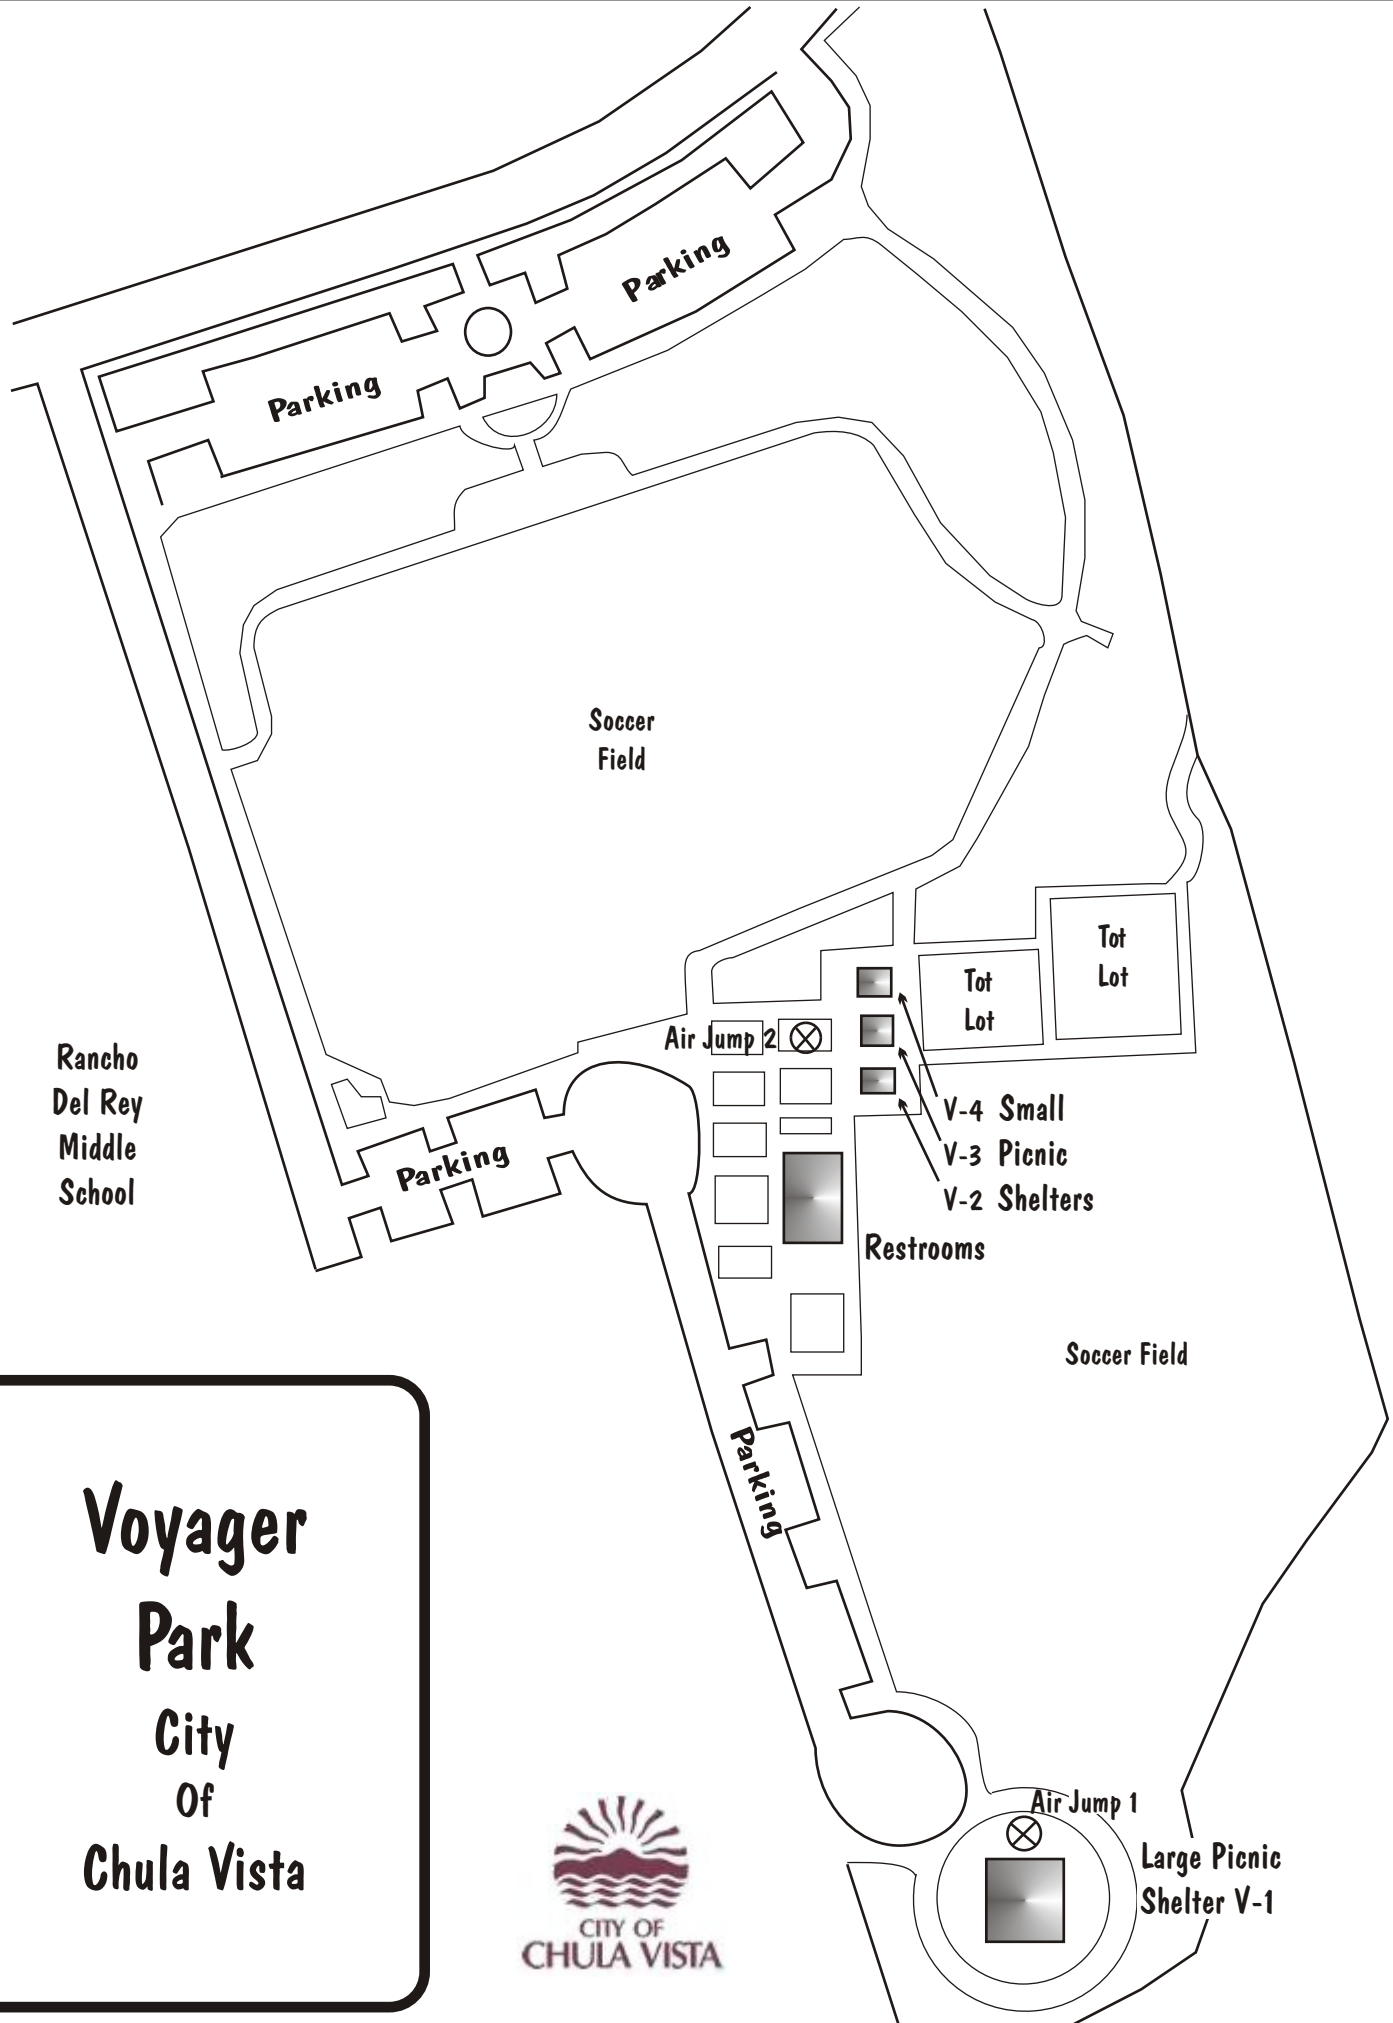 Parking
Parking
Soccer
Field
Tot
Lot
Tot
Lot
Air Jump 2
Rancho
Del Rey
Middle
School
V-4 Small
V-3 Picnic
V-2 Shelters
Parking
Restrooms
Soccer Field
Parking
Voyager
Park
City
Of
Chula Vista
Air Jump 1
Large Picnic
Shelter V-1
CITY OF
CHULA VISTA